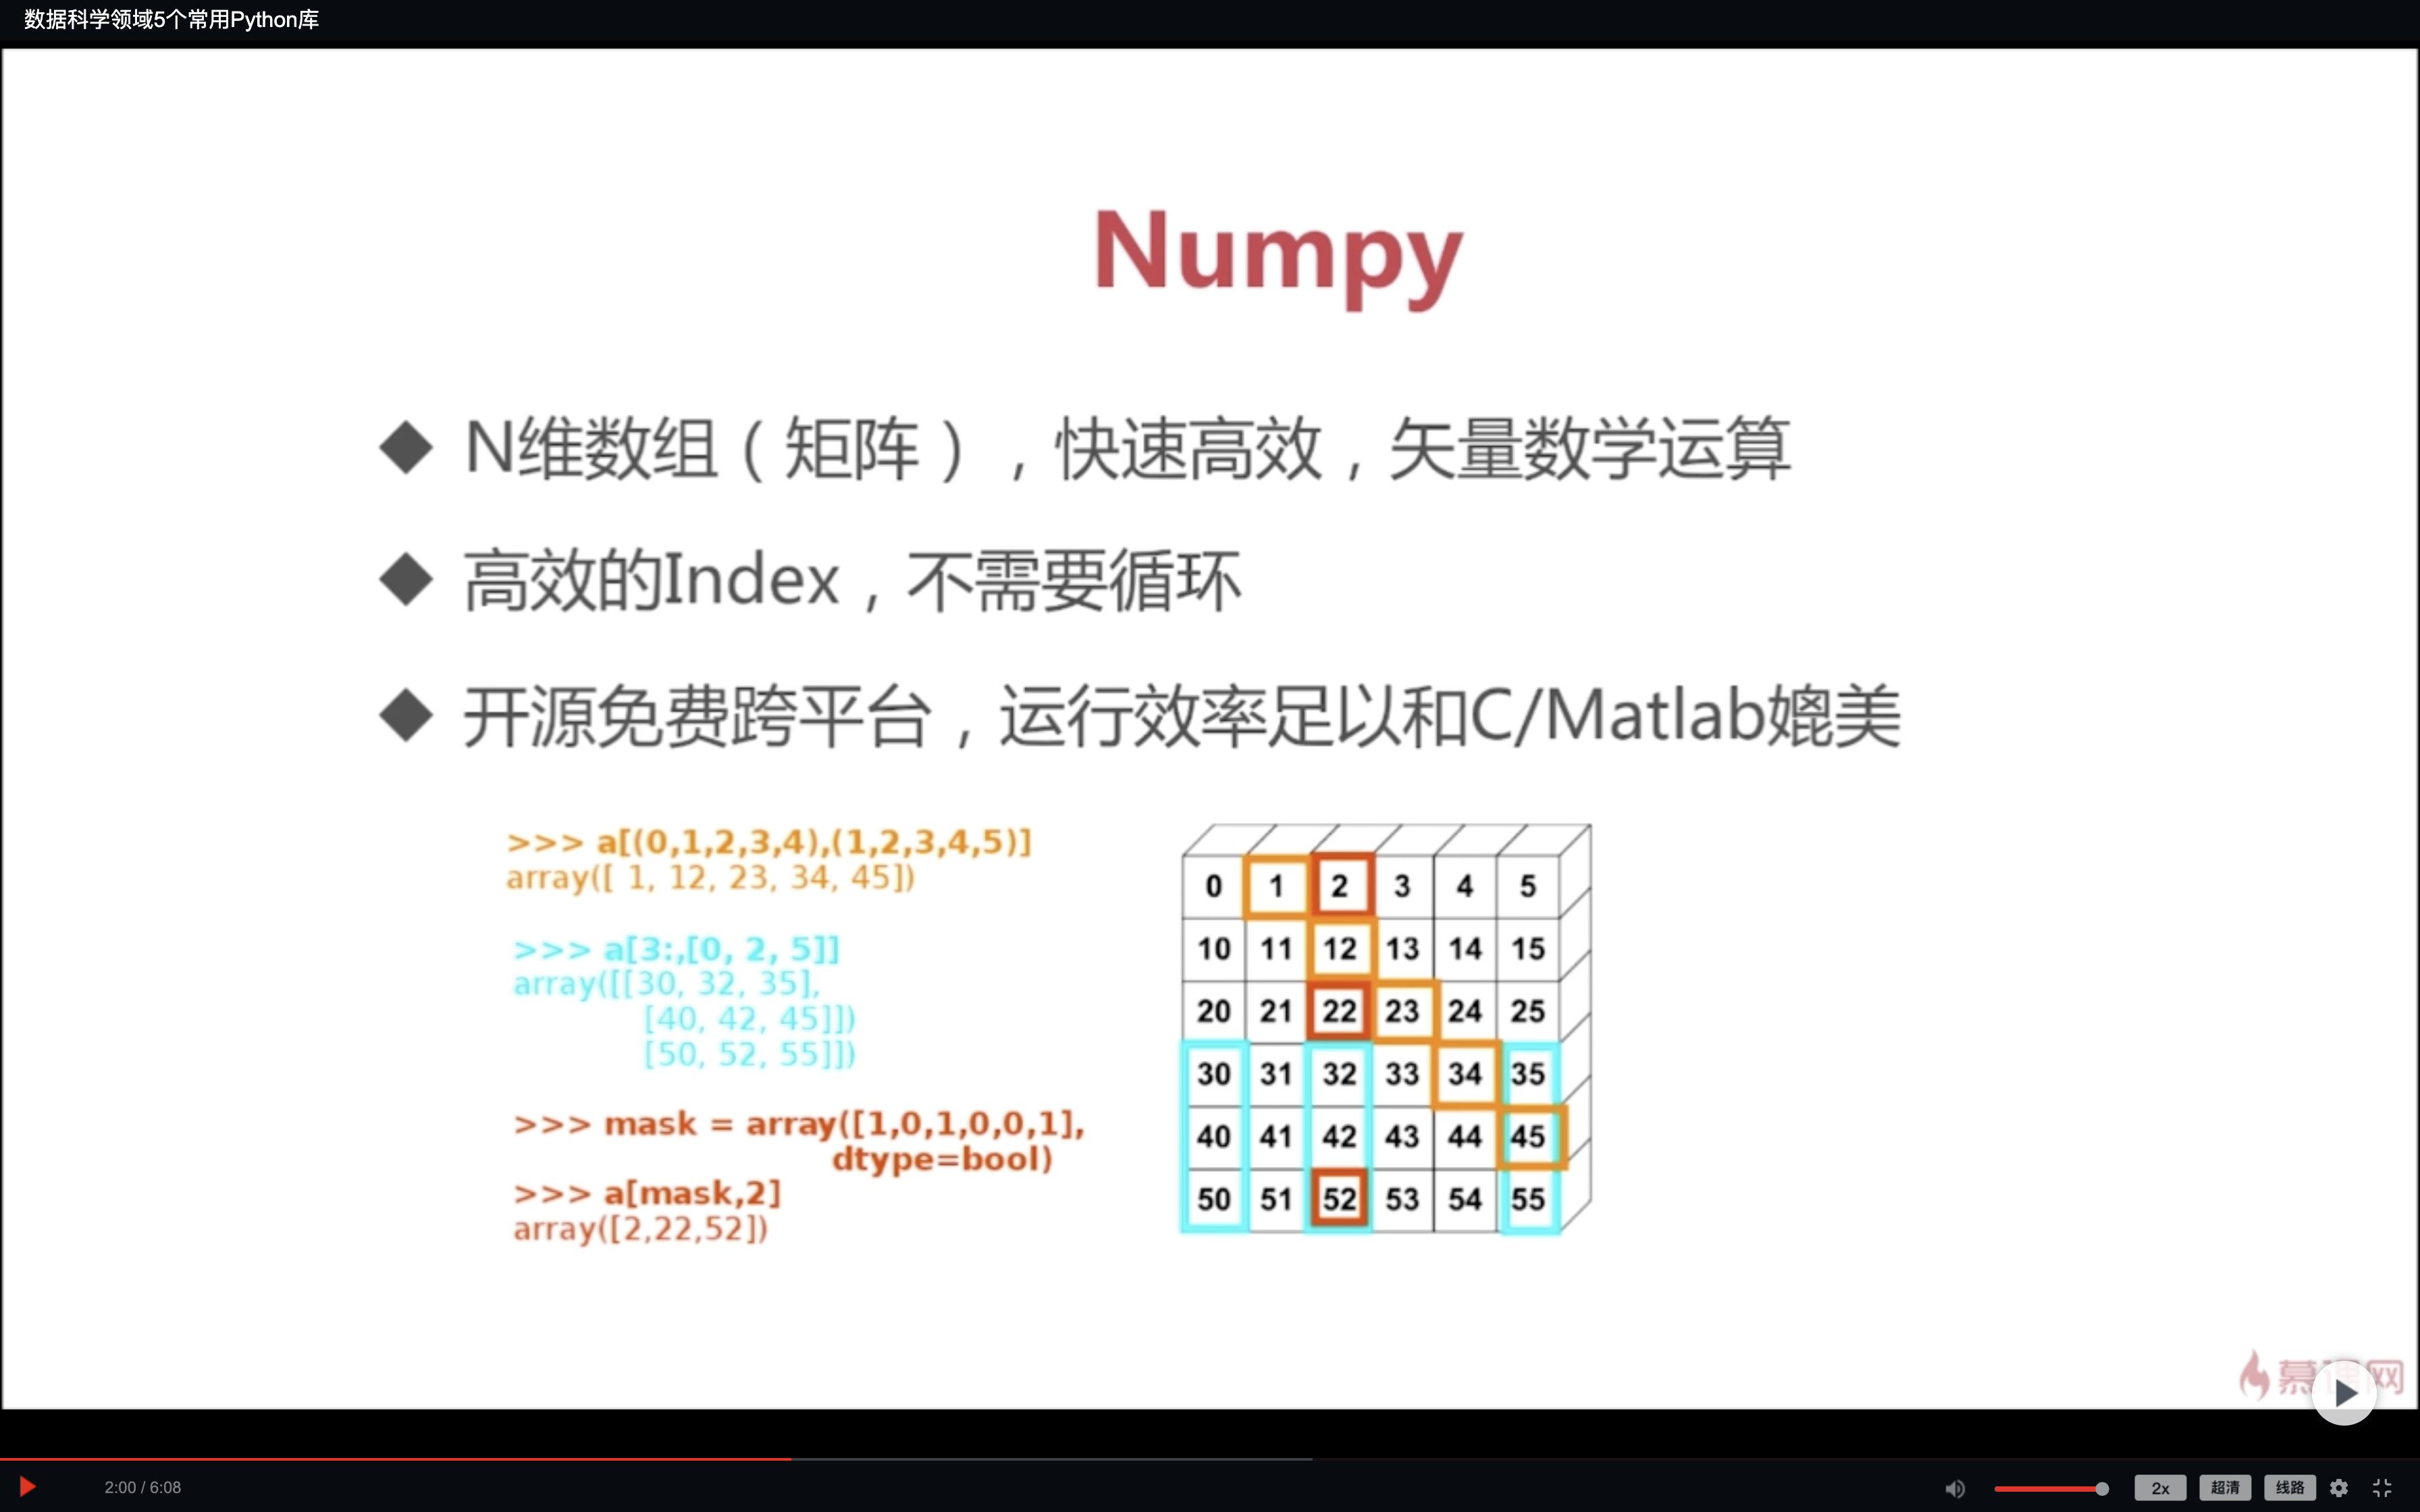 数据科学领域5个常用Python库
Numpy
◆ N维数组（矩阵），快速高效，矢量数学运算
◆ 高效的Index，不需要循环
◆ 开源免费跨平台，运行效率足以和C/Matlab媲美
>>> a[(0,1,2,3,4),(1,2,3,4,5)]
array([ 1, 12, 23, 34, 45])
>>> a[3:,[0, 2, 5]]
array([[30, 32, 35],
[40, 42, 45]])
[50, 52, 55]])
>>> mask = array([1,0,1,0,0,1],
dtype=bool)
>>> a[mask,2]
array([2,22,52])
0 1 2 3 4 5
10 11 12 13 14 15
20 21 22 23 24 25
30 31 32 33 34 35
40 41 42 43 44 45
50 51 52 53 54 55
慕课网
2:00 / 6:08
2x 超清 线路